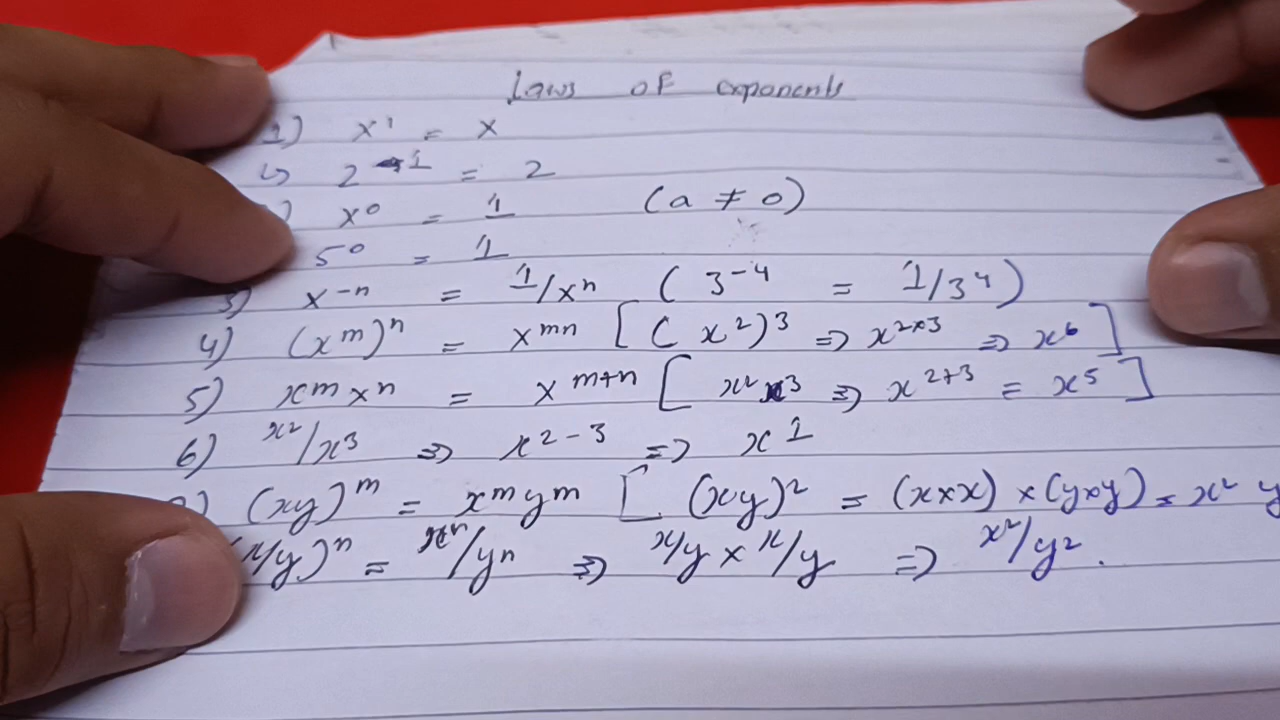 Laws of exponents
1) x¹ = x
↳ 2¹ = 2
x⁰ = 1 (a ≠ 0)
5⁰ = 1
3) x⁻ⁿ = 1/xⁿ (3⁻⁴ = 1/3⁴)
4) (xᵐ)ⁿ = xᵐⁿ [(x²)³ ⇒ x²ˣ³ ⇒ x⁶]
5) xᵐ xⁿ = xᵐ⁺ⁿ [x² x³ ⇒ x²⁺³ = x⁵]
6) x²/x³ ⇒ x²⁻³ ⇒ x¹
) (xy)ᵐ = xᵐyᵐ [(xy)² = (x×x) × (y×y) = x² y
x/y)ⁿ = xⁿ/yⁿ ⇒ x/y × x/y ⇒ x²/y².